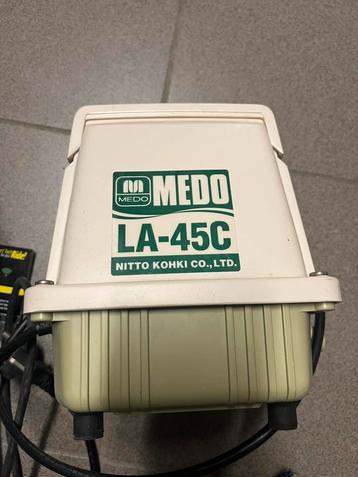 MEDO
MEDO
LA-45C
NITTO KOHKI CO.,LTD.